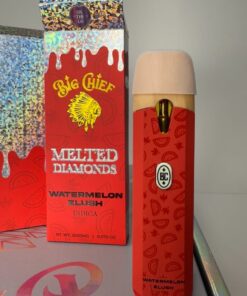 BIG CHIEF
MELTED
DIAMONDS
WATERMELON
SLUSH
INDICA
BC
WATERMELON
SLUSH